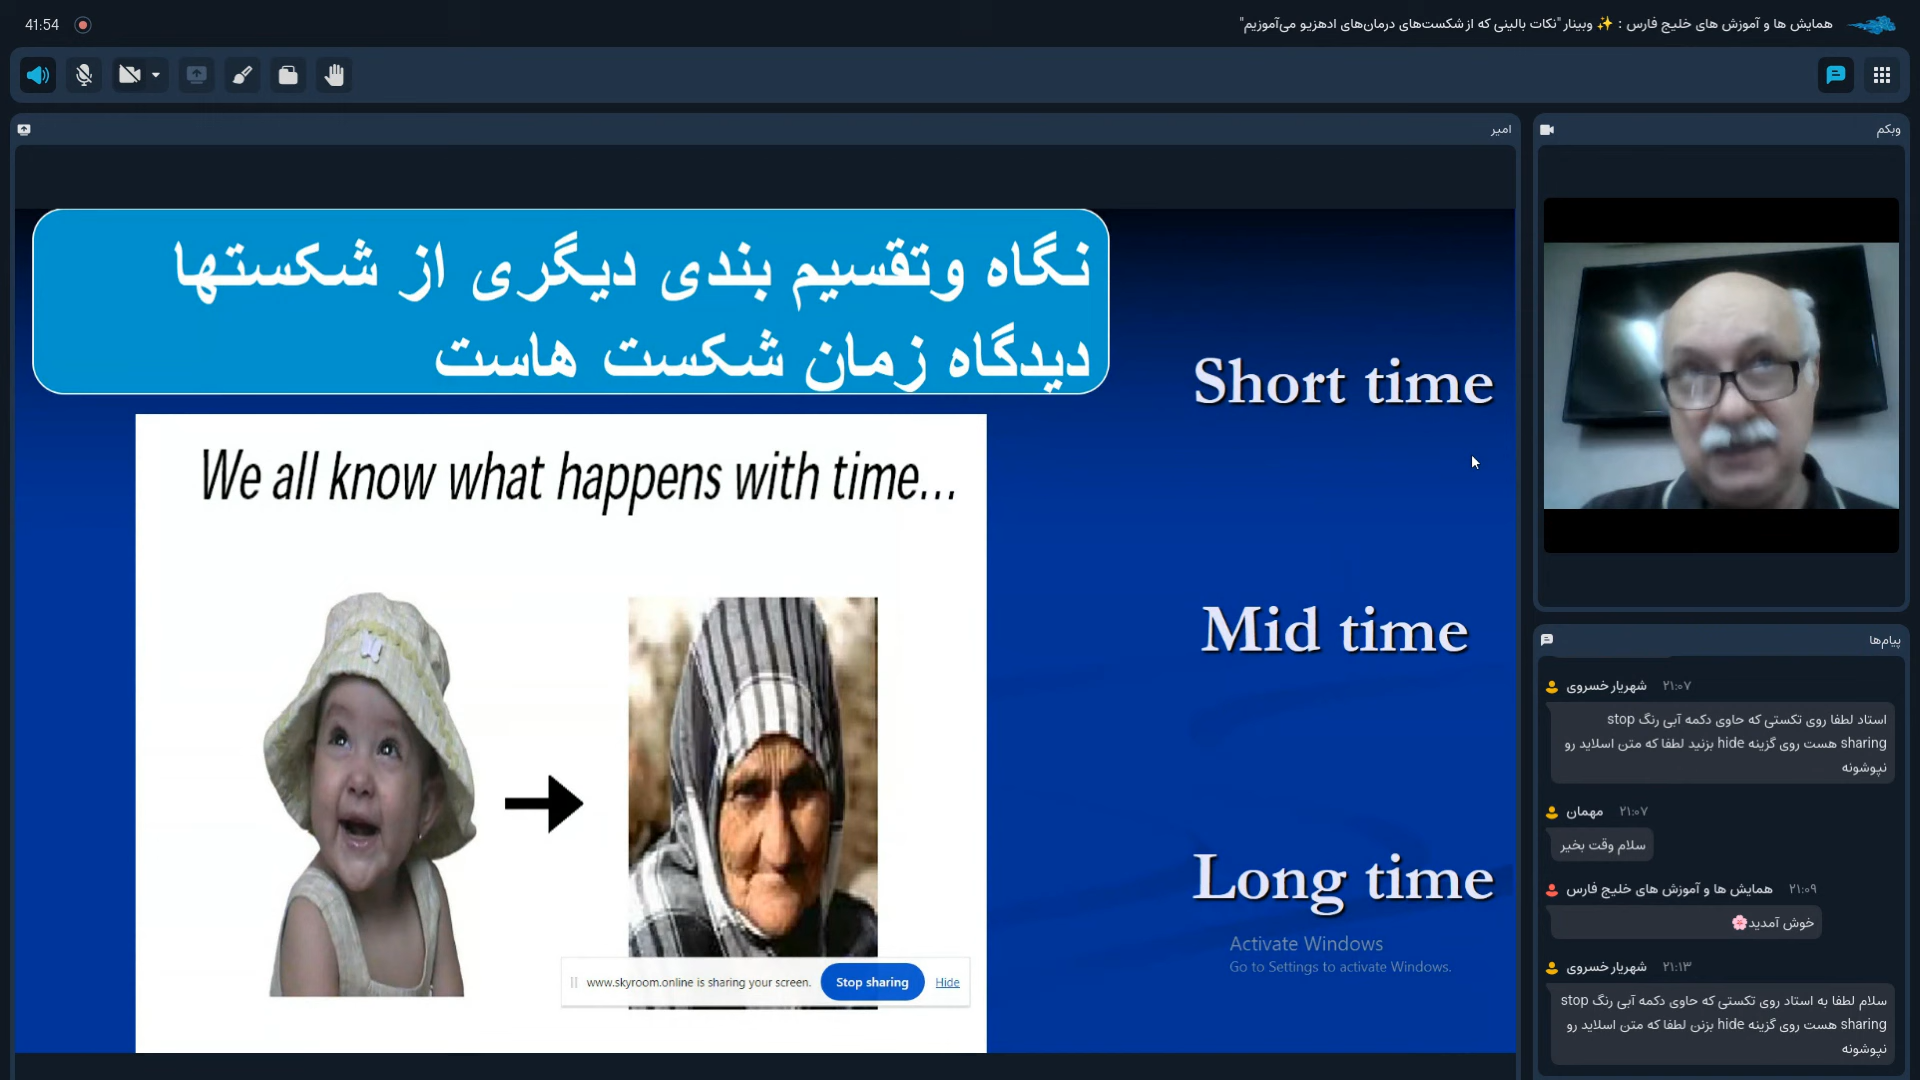 41:54
همایش ها و آموزش های خلیج فارس : ✨ وبینار "نکات بالینی که از شکست‌های درمان‌های ادهزیو می‌آموزیم"
امیر
نگاه وتقسیم بندی دیگری از شکستها
دیدگاه زمان شکست هاست
We all know what happens with time...
Short time
Mid time
Long time
Activate Windows
Go to Settings to activate Windows.
www.skyroom.online is sharing your screen.
Stop sharing
Hide
وبکم
پیام‌ها
شهریار خسروی ۲۱:۰۷
استاد لطفا روی تکستی که حاوی دکمه آبی رنگ stop
sharing هست روی گزینه hide بزنید لطفا که متن اسلاید رو
نپوشونه
مهمان ۲۱:۰۷
سلام وقت بخیر
همایش ها و آموزش های خلیج فارس ۲۱:۰۹
خوش آمدید🌸
شهریار خسروی ۲۱:۱۳
سلام لطفا به استاد روی تکستی که حاوی دکمه آبی رنگ stop
sharing هست روی گزینه hide بزنن لطفا که متن اسلاید رو
نپوشونه